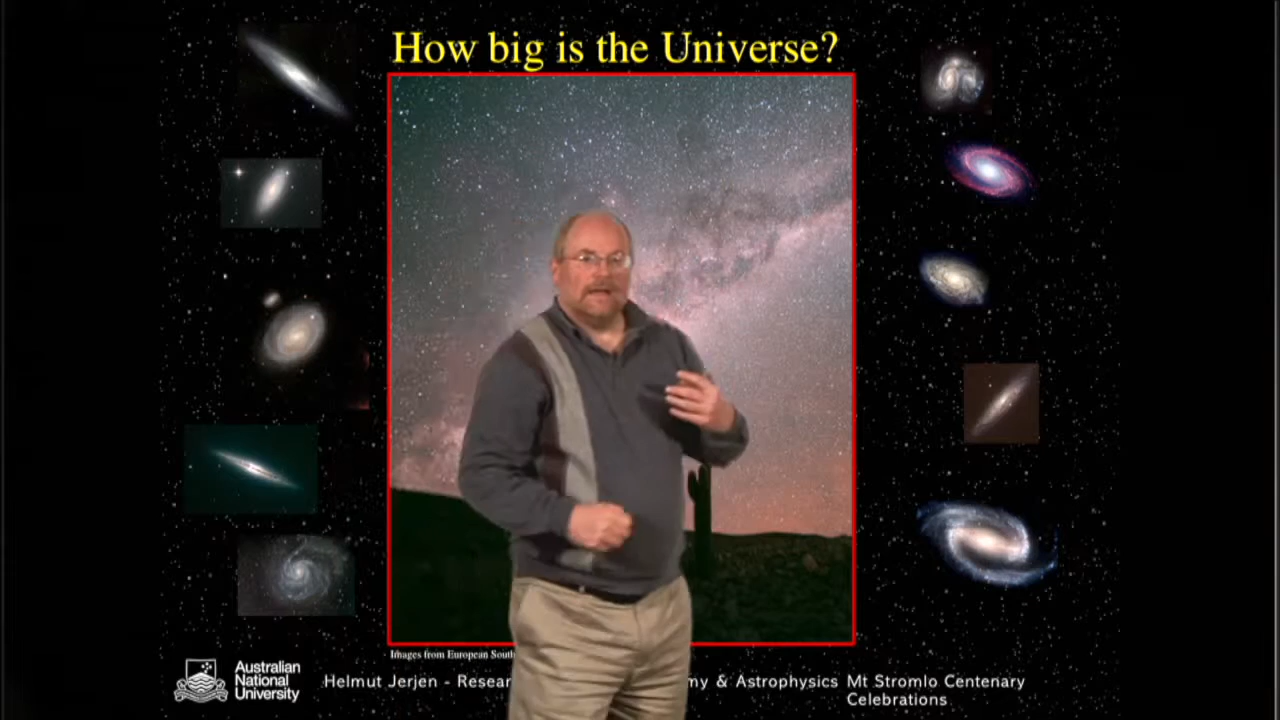 How big is the Universe?
Images from European South
Australian
National
University
Helmut Jerjen - Resear my & Astrophysics
Mt Stromlo Centenary
Celebrations